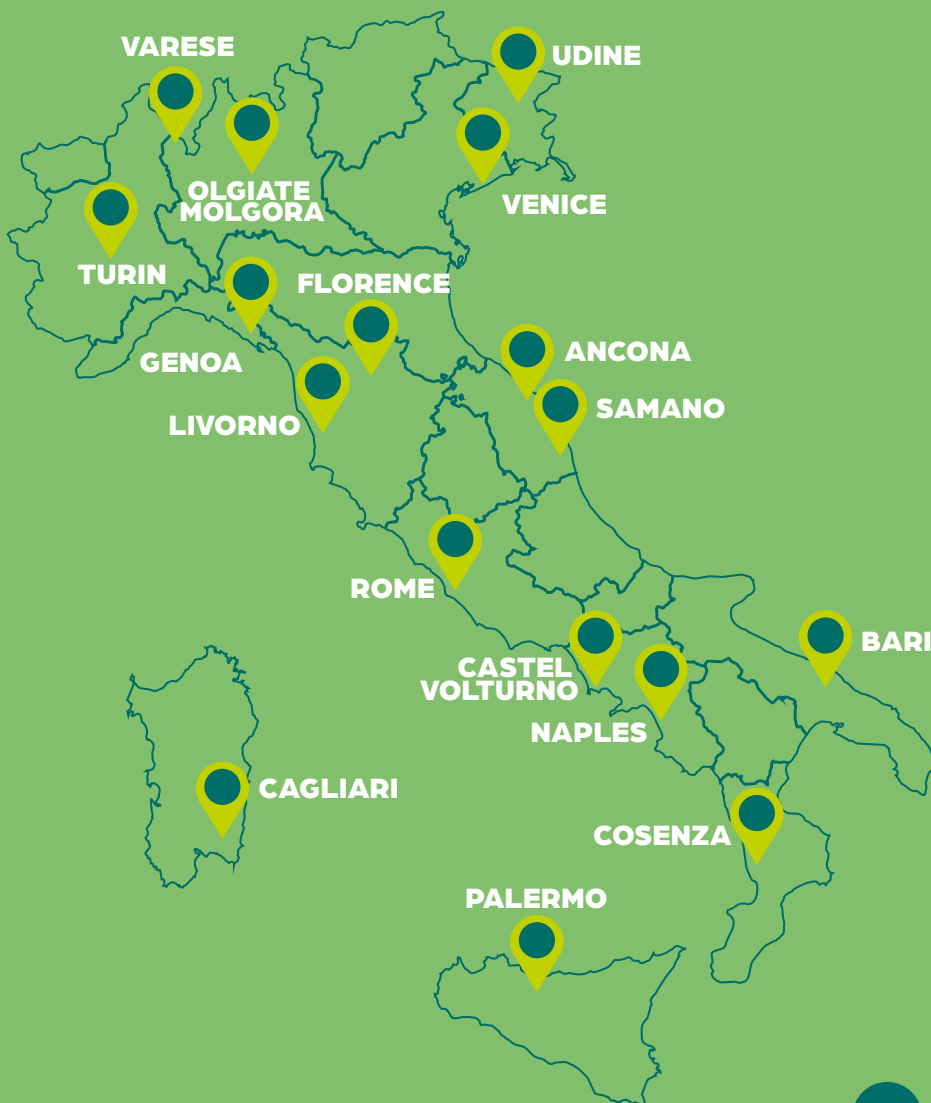 VARESE
UDINE
OLGIATE
MOLGORA
VENICE
TURIN
FLORENCE
GENOA
ANCONA
SAMANO
LIVORNO
ROME
BARI
CASTEL
VOLTURNO
NAPLES
CAGLIARI
COSENZA
PALERMO